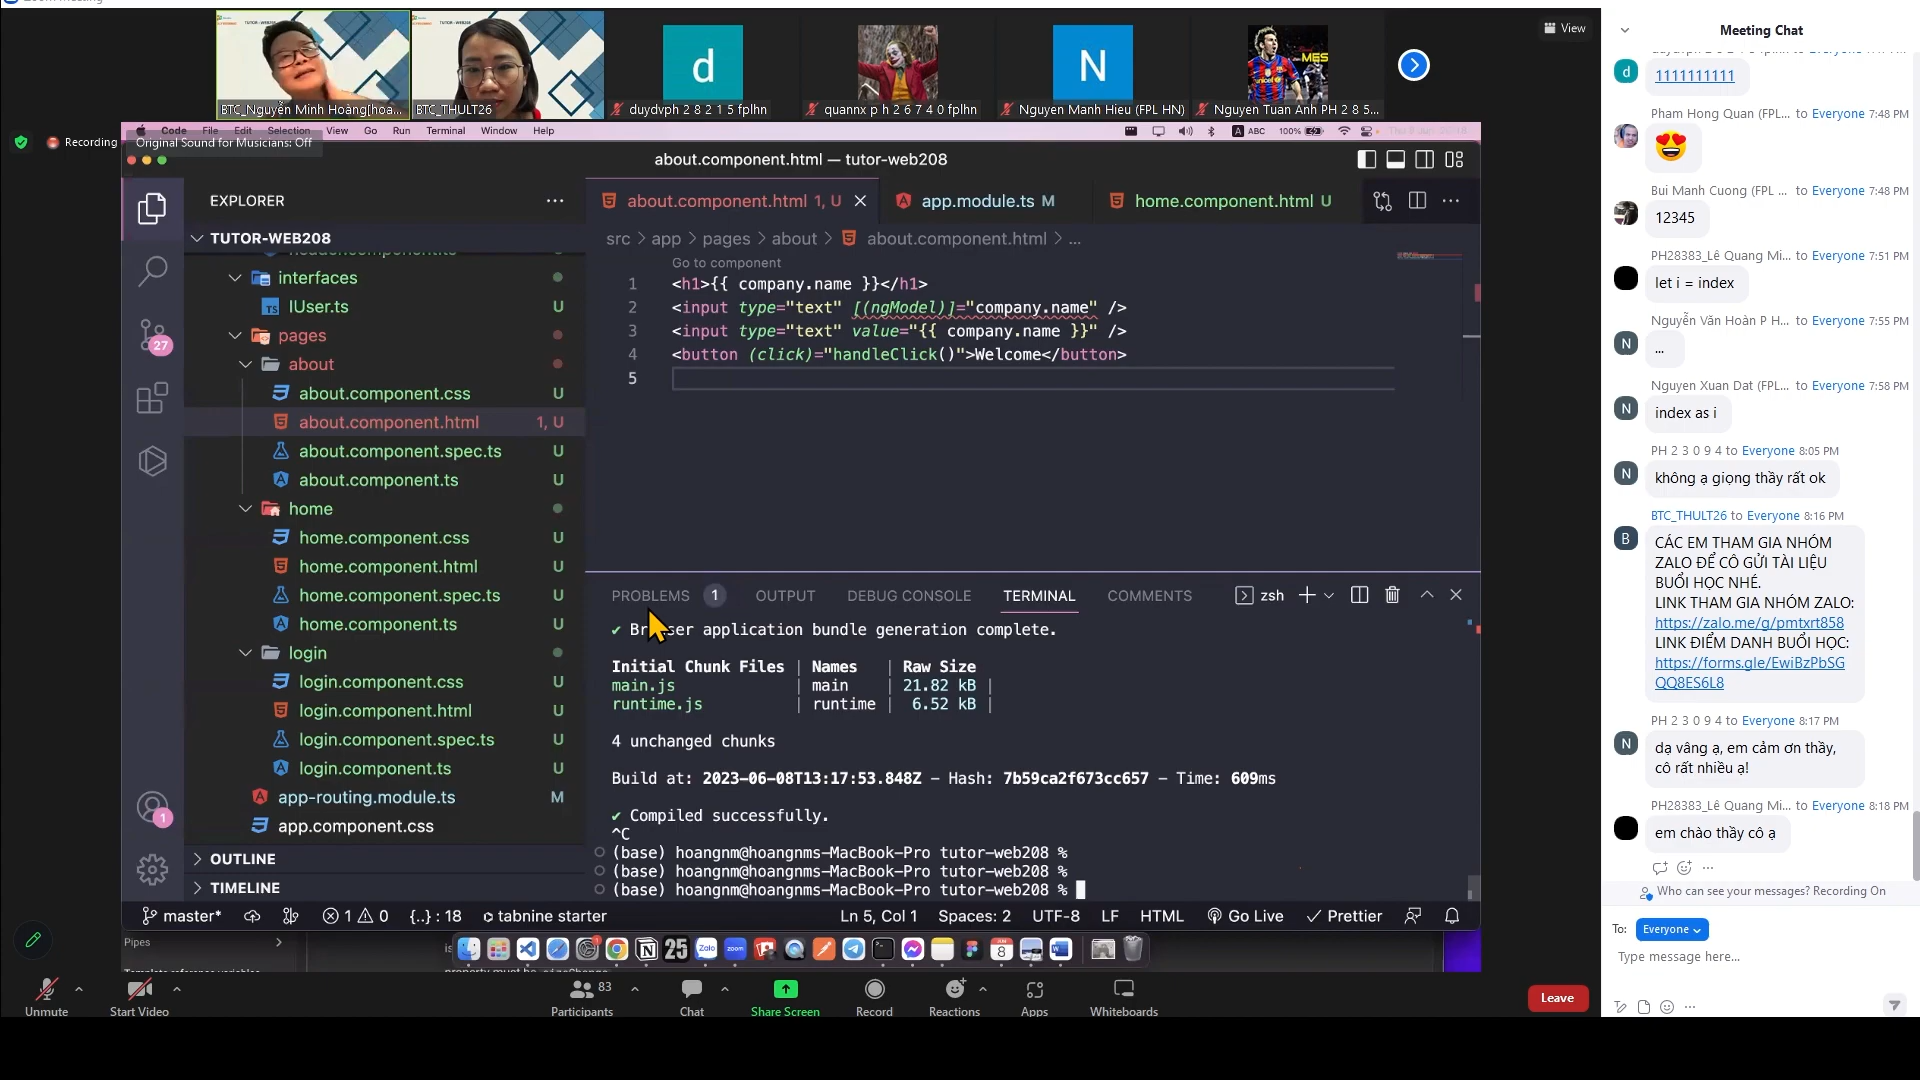 Zoom Meeting
View
TUTOR - WEB208
TUTOR - WEB208
d
N
BTC_Nguyễn Minh Hoàng[hoa...
BTC_THULT26
duydvph 2 8 2 1 5 fplhn
quannx p h 2 6 7 4 0 fplhn
Nguyen Manh Hieu (FPL HN)
Nguyen Tuan Anh PH 2 8 5...
Recording
Code File Edit Selection View Go Run Terminal Window Help
ABC 100%
Original Sound for Musicians: Off
about.component.html — tutor-web208
EXPLORER
TUTOR-WEB208
interfaces
IUser.ts U
pages
about
about.component.css U
about.component.html 1, U
about.component.spec.ts U
about.component.ts U
home
home.component.css U
home.component.html U
home.component.spec.ts U
home.component.ts U
login
login.component.css U
login.component.html U
login.component.spec.ts U
login.component.ts U
app-routing.module.ts M
app.component.css
OUTLINE
TIMELINE
27
1
about.component.html 1, U
app.module.ts M
home.component.html U
src > app > pages > about > about.component.html > ...
Go to component
1 <h1>{{ company.name }}</h1>
2 <input type="text" [(ngModel)]="company.name" />
3 <input type="text" value="{{ company.name }}" />
4 <button (click)="handleClick()">Welcome</button>
5
PROBLEMS 1 OUTPUT DEBUG CONSOLE TERMINAL COMMENTS zsh
application bundle generation complete.
Initial Chunk Files | Names | Raw Size
main.js | main | 21.82 kB |
runtime.js | runtime | 6.52 kB |
4 unchanged chunks
Build at: 2023-06-08T13:17:53.848Z - Hash: 7b59ca2f673cc657 - Time: 609ms
✔ Compiled successfully.
^C
(base) hoangnm@hoangnms-MacBook-Pro tutor-web208 %
(base) hoangnm@hoangnms-MacBook-Pro tutor-web208 %
(base) hoangnm@hoangnms-MacBook-Pro tutor-web208 %
master* 1 0 {..} : 18 tabnine starter Ln 5, Col 1 Spaces: 2 UTF-8 LF HTML Go Live Prettier
Pipes
25
Zalo
zoom
8
Unmute
Start Video
83
Participants
Chat
Share Screen
Record
Reactions
Apps
Whiteboards
Leave
Meeting Chat
d
1111111111
Pham Hong Quan (FPL... to Everyone 7:48 PM
Bui Manh Cuong (FPL ... to Everyone 7:48 PM
12345
PH28383_Lê Quang Mi... to Everyone 7:51 PM
let i = index
Nguyễn Văn Hoàn P H... to Everyone 7:55 PM
N
...
Nguyen Xuan Dat (FPL... to Everyone 7:58 PM
N
index as i
PH 2 3 0 9 4 to Everyone 8:05 PM
N
không ạ giọng thầy rất ok
BTC_THULT26 to Everyone 8:16 PM
B
CÁC EM THAM GIA NHÓM
ZALO ĐỂ CÔ GỬI TÀI LIỆU
BUỔI HỌC NHÉ.
LINK THAM GIA NHÓM ZALO:
https://zalo.me/g/pmtxrt858
LINK ĐIỂM DANH BUỔI HỌC:
https://forms.gle/EwiBzPbSG
QQ8ES6L8
PH 2 3 0 9 4 to Everyone 8:17 PM
N
dạ vâng ạ, em cảm ơn thầy,
cô rất nhiều ạ!
PH28383_Lê Quang Mi... to Everyone 8:18 PM
em chào thầy cô ạ
Who can see your messages? Recording On
To: Everyone
Type message here...